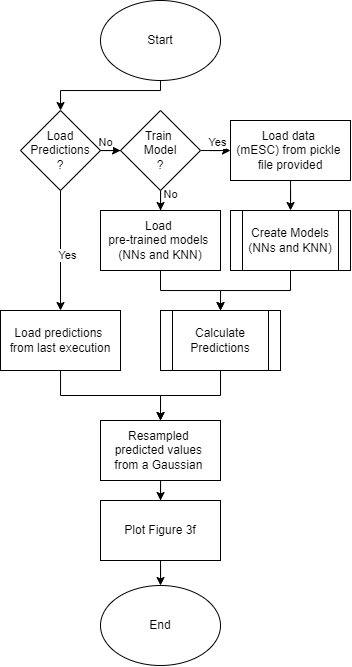 Start
Load
Predictions
?
No
Train
Model
?
Yes
Load data
(mESC) from pickle
file provided
No
Load
pre-trained models
(NNs and KNN)
Create Models
(NNs and KNN)
Yes
Load predictions
from last execution
Calculate
Predictions
Resampled
predicted values
from a Gaussian
Plot Figure 3f
End